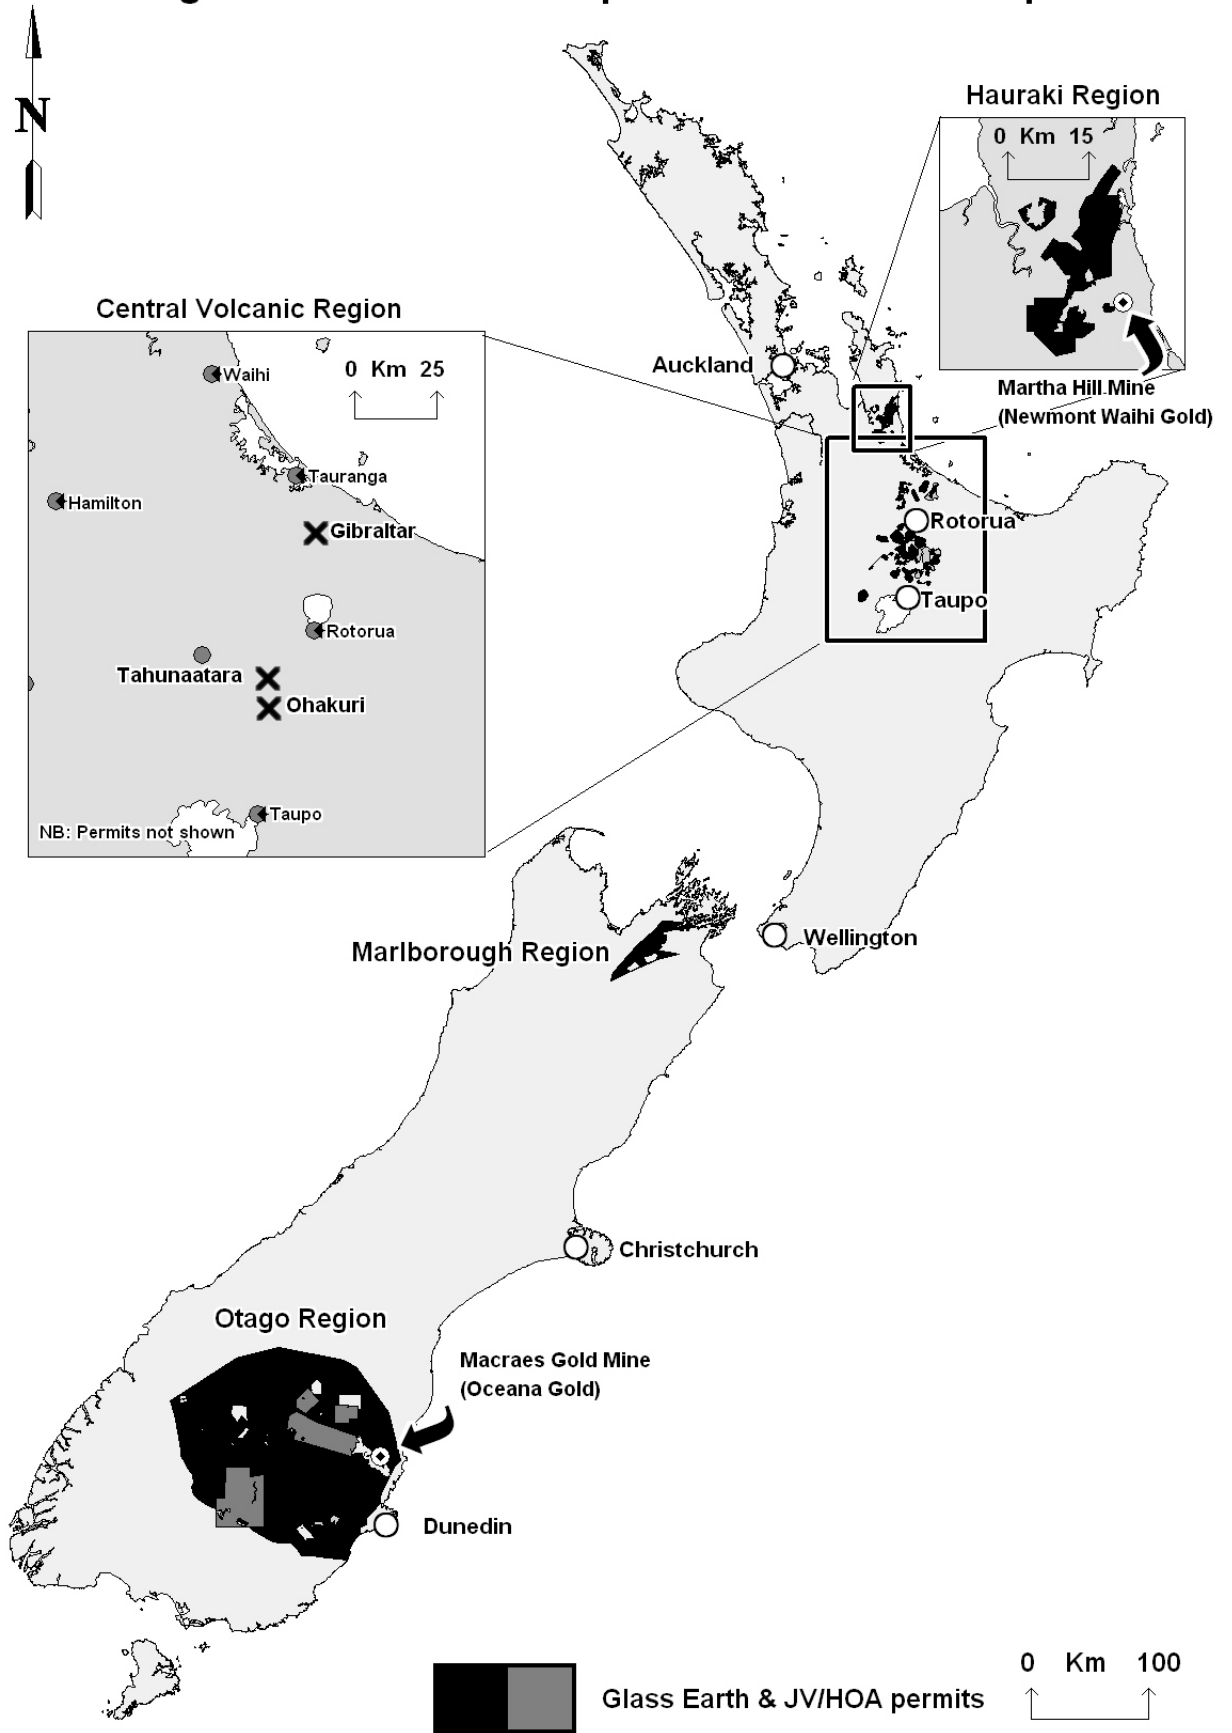 N
Hauraki Region
0 Km 15
Central Volcanic Region
0 Km 25
Waihi
Tauranga
Hamilton
Gibraltar
Rotorua
Tahunaatara
Ohakuri
Taupo
NB: Permits not shown
Auckland
Martha Hill Mine
(Newmont Waihi Gold)
Rotorua
Taupo
Marlborough Region
Wellington
Christchurch
Otago Region
Macraes Gold Mine
(Oceana Gold)
Dunedin
Glass Earth & JV/HOA permits
0 Km 100